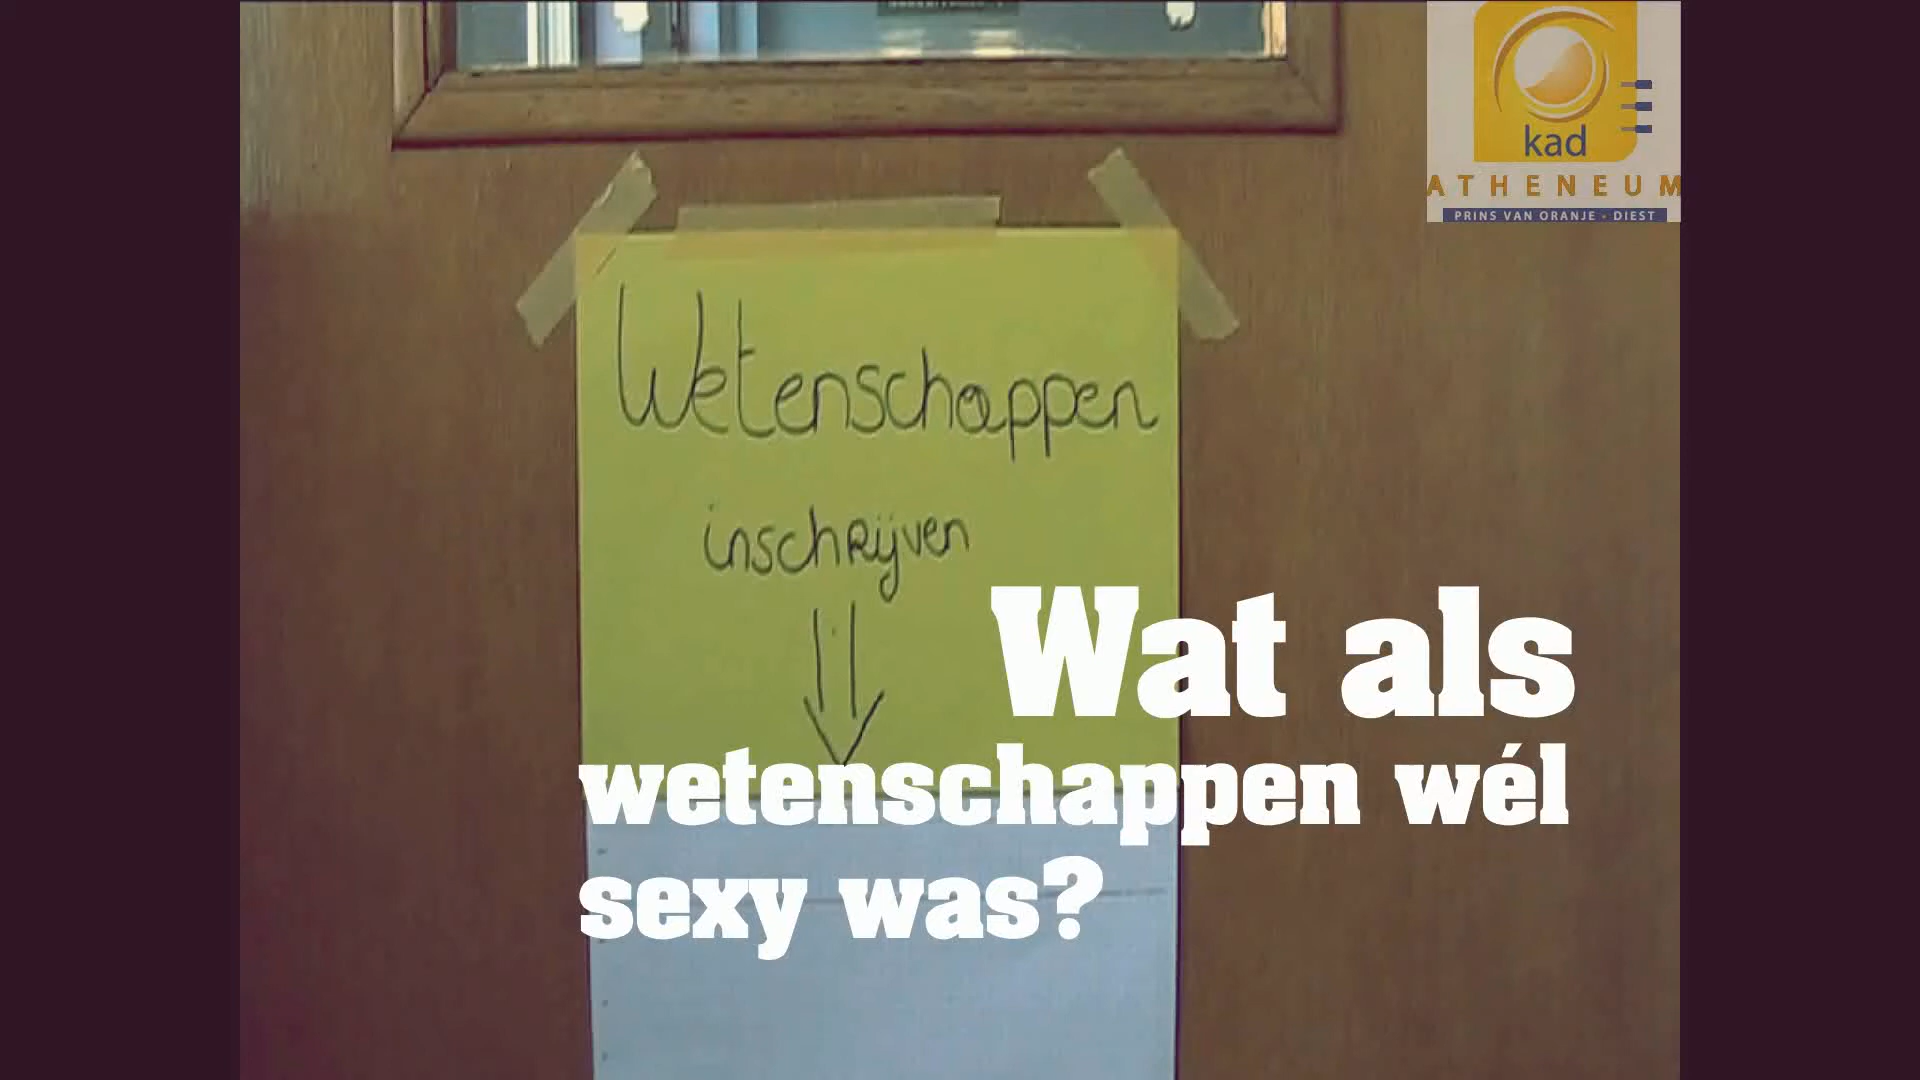 kad
ATHENEUM
PRINS VAN ORANJE - DIEST
Wetenschappen
inschrijven
Wat als
wetenschappen wél
sexy was?